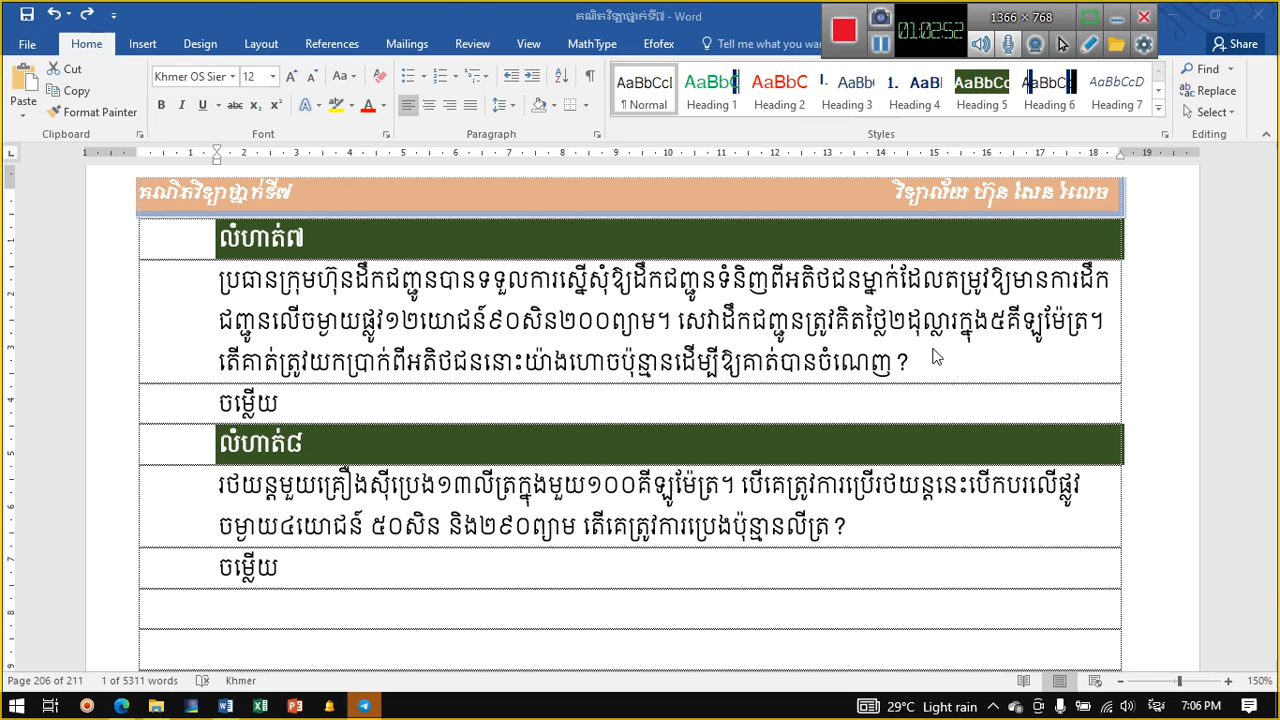 គណិតវិទ្យាថ្នាក់ទី៧ - Word
01:02:52
1366 × 768
File Home Insert Design Layout References Mailings Review View MathType Efofex Tell me what you want Share
Paste Cut Copy Format Painter
Khmer OS Sier 12
AaBbCcI ¶ Normal
AaBbC Heading 1
AaBbCc Heading 2
1. AaBbC Heading 3
1. AaBb Heading 4
AaBbCc Heading 5
AaBbC Heading 6
AaBbCcD Heading 7
Find Replace Select
Clipboard Font Paragraph Styles Editing
គណិតវិទ្យាថ្នាក់ទី៧ វិទ្យាល័យ ហ៊ុន សែន អំលែច
លំហាត់៧
ប្រធានក្រុមហ៊ុនដឹកជញ្ជូនបានទទួលការស្នើសុំឱ្យដឹកជញ្ជូនទំនិញពីអតិថជនម្នាក់ដែលតម្រូវឱ្យមានការដឹក
ជញ្ជូនលើចម្ងាយផ្លូវ១២យោជន៍៩០សិន២០០ព្យាម។ សេវាដឹកជញ្ជូនត្រូវគិតថ្លៃ២ដុល្លារក្នុង៥គីឡូម៉ែត្រ។
តើគាត់ត្រូវយកប្រាក់ពីអតិថជននោះយ៉ាងហោចប៉ុន្មានដើម្បីឱ្យគាត់បានចំណេញ?
ចម្លើយ
លំហាត់៨
រថយន្តមួយគ្រឿងស៊ីប្រេង១៣លីត្រក្នុងមួយ១០០គីឡូម៉ែត្រ។ បើគេត្រូវការប្រើរថយន្តនេះបើកបរលើផ្លូវ
ចម្ងាយ៤យោជន៍ ៥០សិន និង២៩០ព្យាម តើគេត្រូវការប្រេងប៉ុន្មានលីត្រ?
ចម្លើយ
Page 206 of 211 1 of 5311 words Khmer 150%
29°C Light rain 7:06 PM